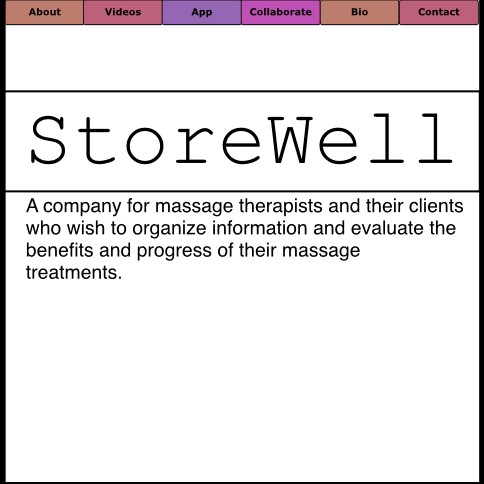 About Videos App Collaborate Bio Contact
StoreWell
A company for massage therapists and their clients
who wish to organize information and evaluate the
benefits and progress of their massage
treatments.